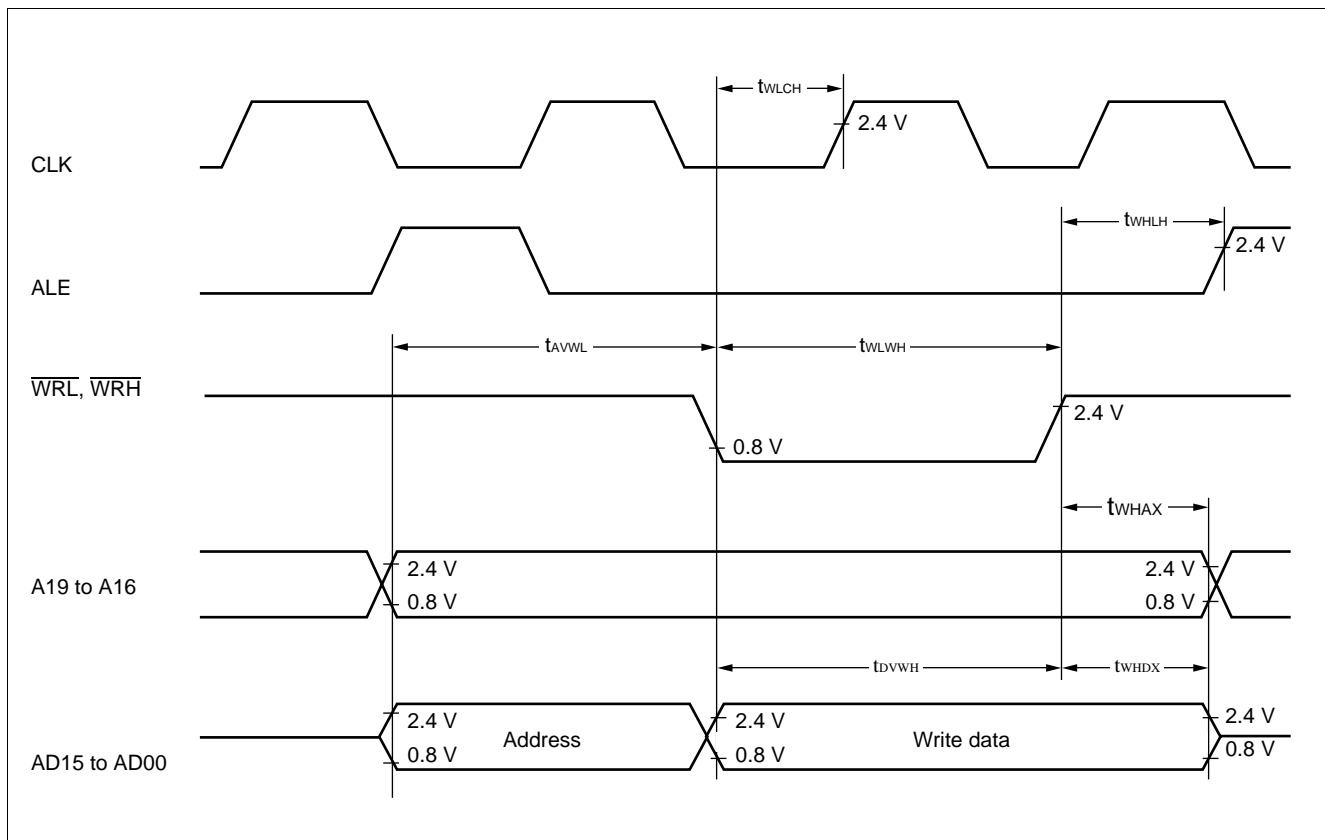 tWLCH
2.4 V
CLK
tWHLH
2.4 V
ALE
tAVWL
tWLWH
WRL, WRH
2.4 V
0.8 V
tWHAX
2.4 V
2.4 V
A19 to A16
0.8 V
0.8 V
tDVWH
tWHDX
2.4 V
2.4 V
2.4 V
Address
Write data
0.8 V
0.8 V
0.8 V
AD15 to AD00